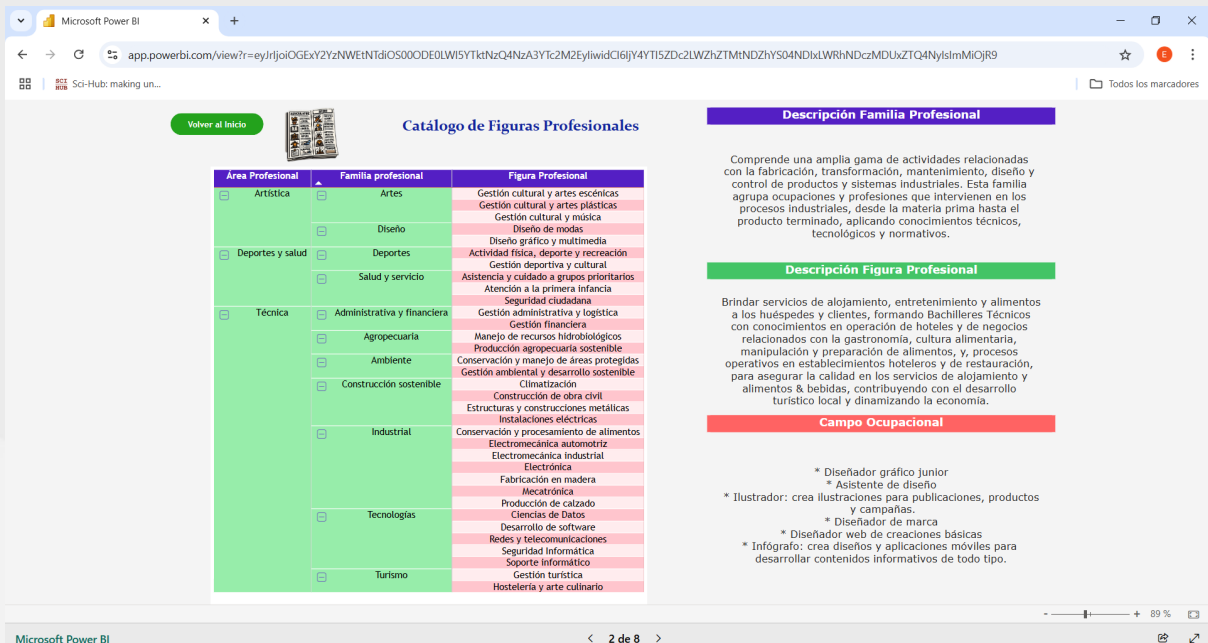 Microsoft Power BI
app.powerbi.com/view?r=eyJrIjoiOGExY2YzNWEtNTdiOS00ODE0LWI5YTktNzQ4NzA3YTc2M2EyIiwidCI6IjY4YTI5ZDc2LWZhZTMtNDZhYS04NDIxLWRhNDczMDUxZTQ4NyIsImMiOjR9
E
SCI HUB
Sci-Hub: making un...
Todos los marcadores
Volver al Inicio
Catálogo de Figuras Profesionales
Área Profesional Familia profesional Figura Profesional
Artística Artes Gestión cultural y artes escénicas
Gestión cultural y artes plásticas
Gestión cultural y música
Diseño Diseño de modas
Diseño gráfico y multimedia
Deportes y salud Deportes Actividad física, deporte y recreación
Gestión deportiva y cultural
Salud y servicio Asistencia y cuidado a grupos prioritarios
Atención a la primera infancia
Seguridad ciudadana
Técnica Administrativa y financiera Gestión administrativa y logística
Gestión financiera
Agropecuaria Manejo de recursos hidrobiológicos
Producción agropecuaria sostenible
Ambiente Conservación y manejo de áreas protegidas
Gestión ambiental y desarrollo sostenible
Construcción sostenible Climatización
Construcción de obra civil
Estructuras y construcciones metálicas
Instalaciones eléctricas
Industrial Conservación y procesamiento de alimentos
Electromecánica automotriz
Electromecánica industrial
Electrónica
Fabricación en madera
Mecatrónica
Producción de calzado
Tecnologías Ciencias de Datos
Desarrollo de software
Redes y telecomunicaciones
Seguridad Informática
Soporte informático
Turismo Gestión turística
Hostelería y arte culinario
Descripción Familia Profesional
Comprende una amplia gama de actividades relacionadas
con la fabricación, transformación, mantenimiento, diseño y
control de productos y sistemas industriales. Esta familia
agrupa ocupaciones y profesiones que intervienen en los
procesos industriales, desde la materia prima hasta el
producto terminado, aplicando conocimientos técnicos,
tecnológicos y normativos.
Descripción Figura Profesional
Brindar servicios de alojamiento, entretenimiento y alimentos
a los huéspedes y clientes, formando Bachilleres Técnicos
con conocimientos en operación de hoteles y de negocios
relacionados con la gastronomía, cultura alimentaria,
manipulación y preparación de alimentos, y, procesos
operativos en establecimientos hoteleros y de restauración,
para asegurar la calidad en los servicios de alojamiento y
alimentos & bebidas, contribuyendo con el desarrollo
turístico local y dinamizando la economía.
Campo Ocupacional
* Diseñador gráfico junior
* Asistente de diseño
* Ilustrador: crea ilustraciones para publicaciones, productos
y campañas.
* Diseñador de marca
* Diseñador web de creaciones básicas
* Infógrafo: crea diseños y aplicaciones móviles para
desarrollar contenidos informativos de todo tipo.
- + 89 %
Microsoft Power BI
< 2 de 8 >